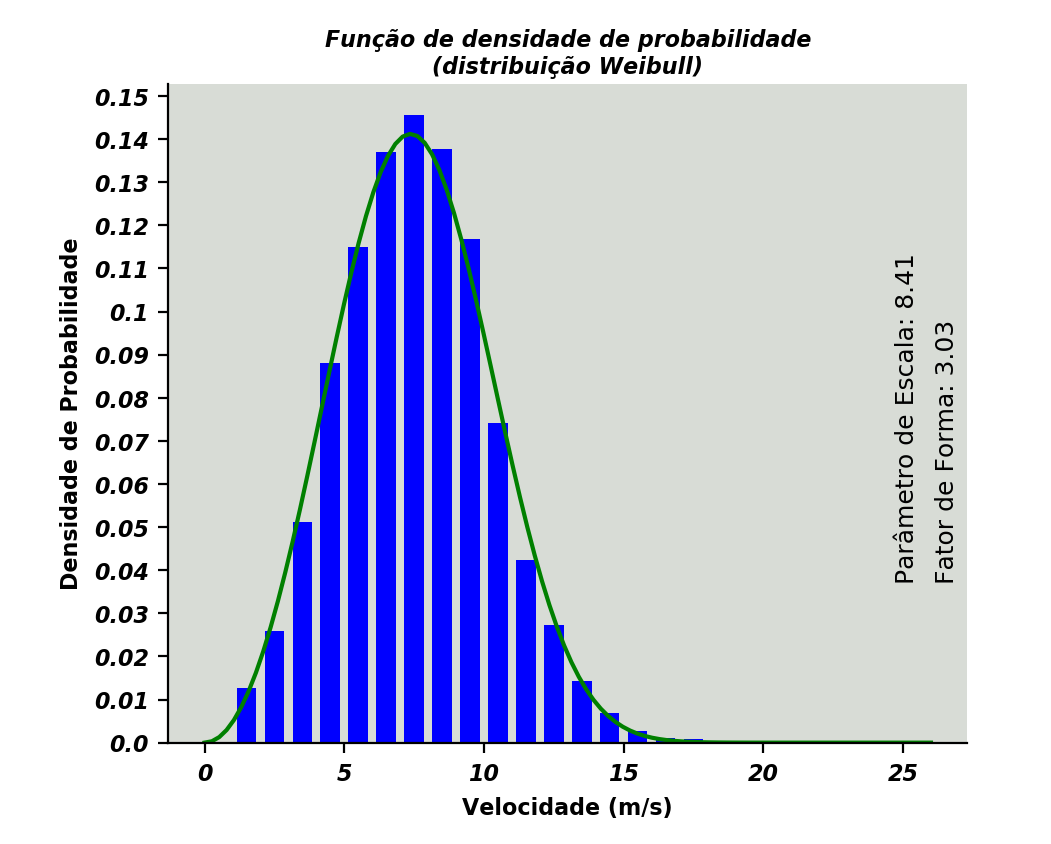 Função de densidade de probabilidade
(distribuição Weibull)
Densidade de Probabilidade
0.15
0.14
0.13
0.12
0.11
0.1
0.09
0.08
0.07
0.06
0.05
0.04
0.03
0.02
0.01
0.0
Parâmetro de Escala: 8.41
Fator de Forma: 3.03
0 5 10 15 20 25
Velocidade (m/s)